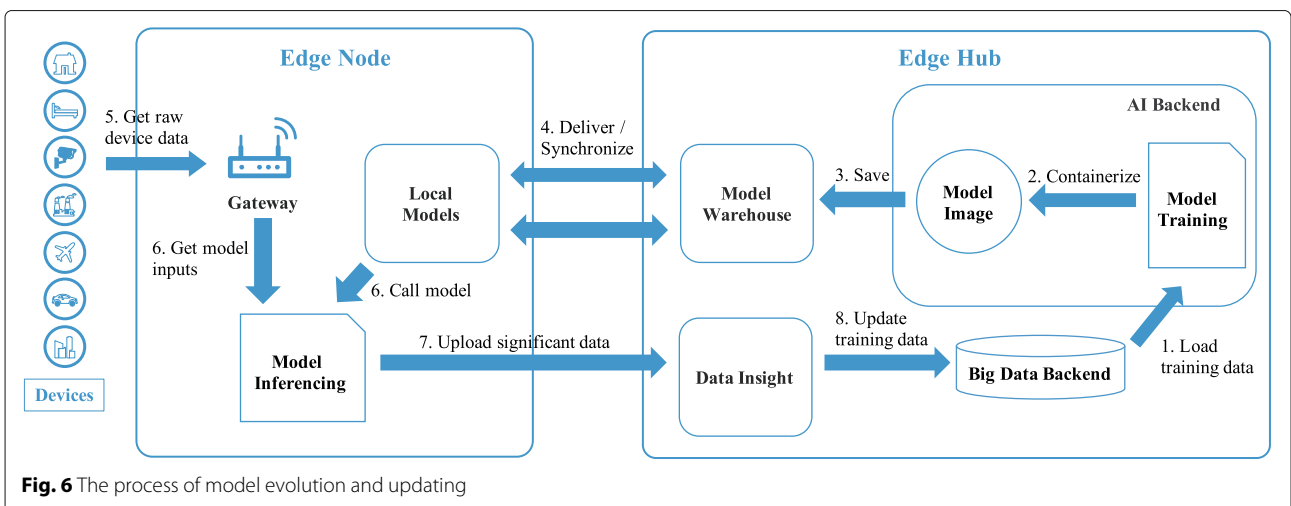 Edge Node
Edge Hub
AI Backend
5. Get raw
device data
Gateway
6. Get model
inputs
Local
Models
6. Call model
Model
Inferencing
4. Deliver /
Synchronize
Model
Warehouse
3. Save
Model
Image
2. Containerize
Model
Training
7. Upload significant data
Data Insight
8. Update
training data
Big Data Backend
1. Load
training data
Devices
Fig. 6 The process of model evolution and updating